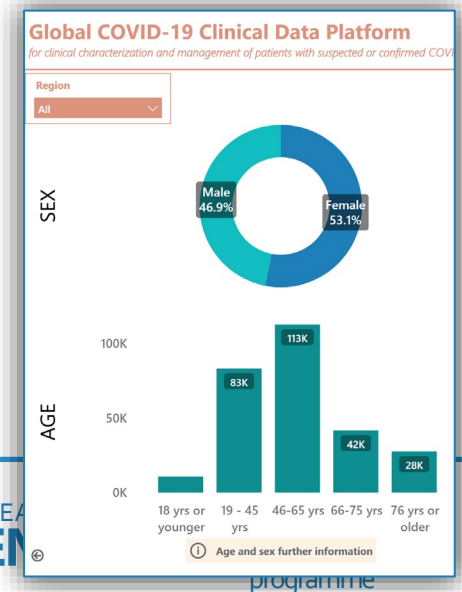 Global COVID-19 Clinical Data Platform
for clinical characterization and management of patients with suspected or confirmed COVI
Region
All
SEX
Male
46.9%
Female
53.1%
AGE
100K
50K
0K
83K
113K
42K
28K
18 yrs or younger
19 - 45 yrs
46-65 yrs
66-75 yrs
76 yrs or older
Age and sex further information
EA
EN
programme